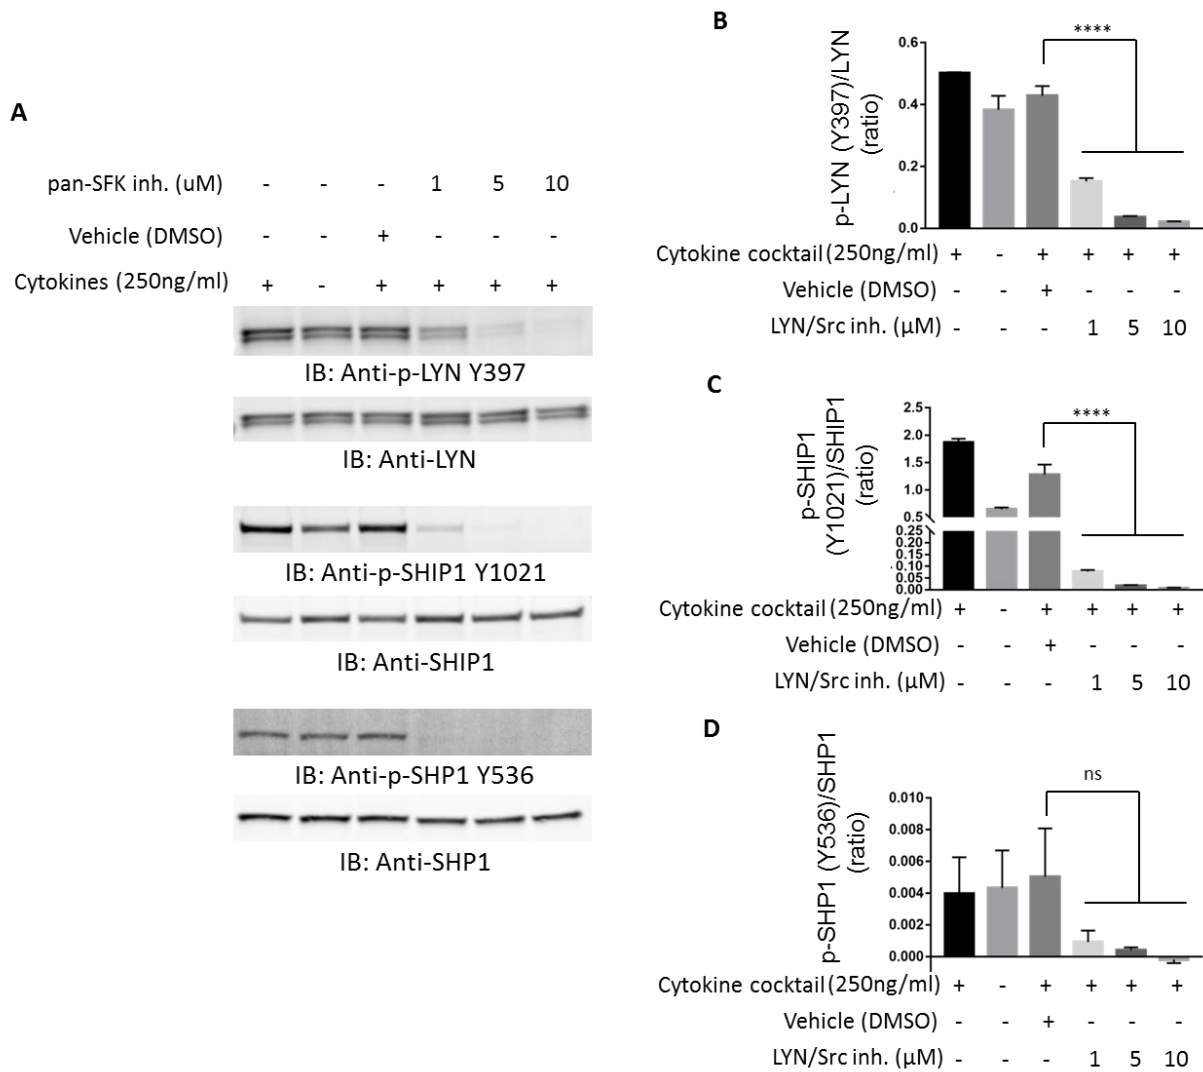 A
pan-SFK inh. (uM) - - - 1 5 10
Vehicle (DMSO) - - + - - -
Cytokines (250ng/ml) + - + + + +
IB: Anti-p-LYN Y397
IB: Anti-LYN
IB: Anti-p-SHIP1 Y1021
IB: Anti-SHIP1
IB: Anti-p-SHP1 Y536
IB: Anti-SHP1
B
p-LYN (Y397)/LYN
(ratio)
0.6
0.4
0.2
0.0
****
Cytokine cocktail (250ng/ml) + - + + + +
Vehicle (DMSO) - - + - - -
LYN/Src inh. (μM) - - - 1 5 10
C
p-SHIP1
(Y1021)/SHIP1
(ratio)
2.5
2.0
1.5
1.0
0.5
0.25
0.20
0.15
0.10
0.05
0.00
****
Cytokine cocktail (250ng/ml) + - + + + +
Vehicle (DMSO) - - + - - -
LYN/Src inh. (μM) - - - 1 5 10
D
p-SHP1 (Y536)/SHP1
(ratio)
0.010
0.008
0.006
0.004
0.002
0.000
ns
Cytokine cocktail (250ng/ml) + - + + + +
Vehicle (DMSO) - - + - - -
LYN/Src inh. (μM) - - - 1 5 10